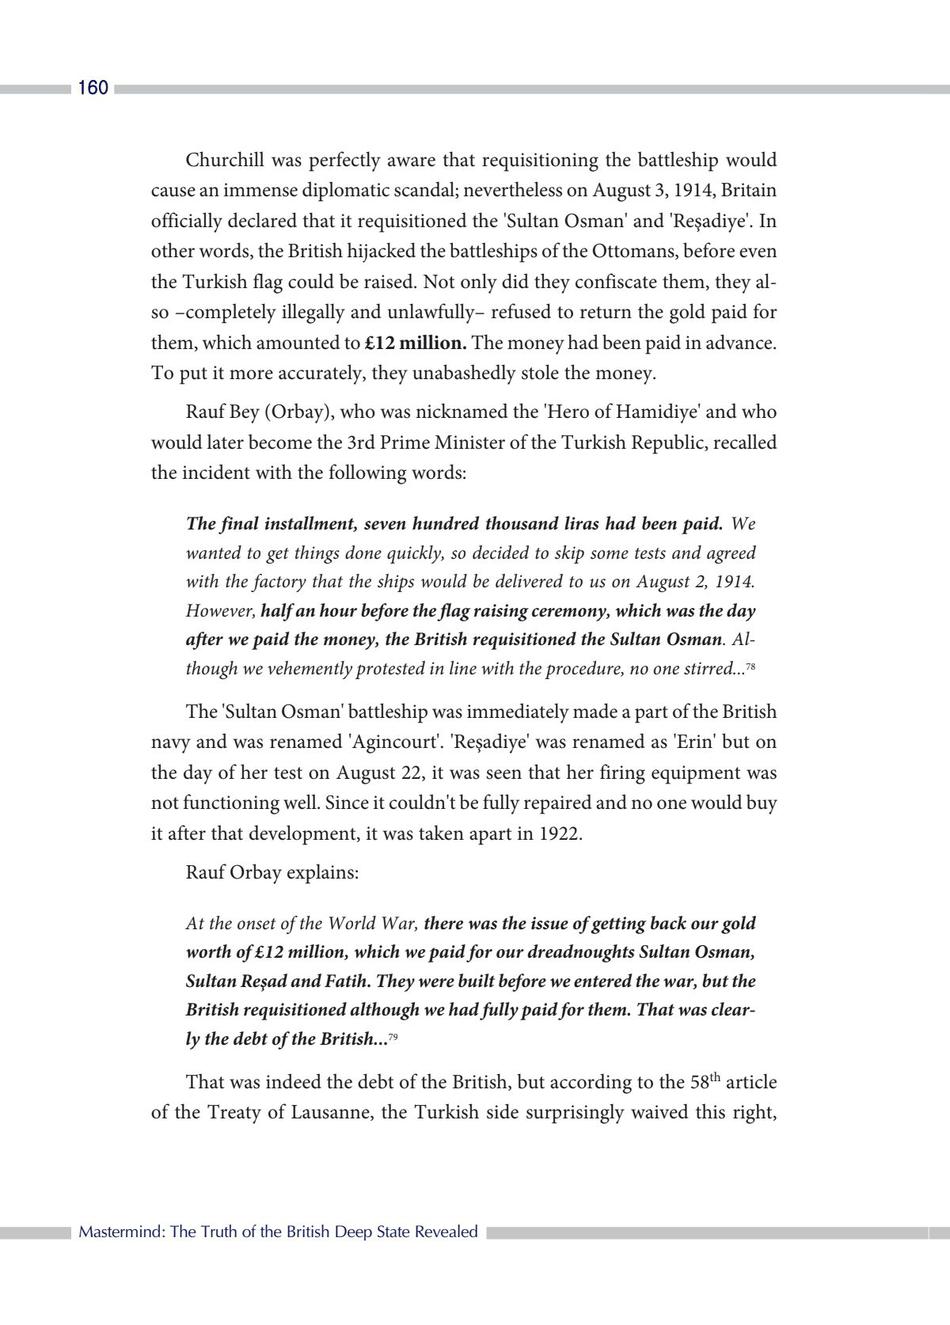 160
Churchill was perfectly aware that requisitioning the battleship would
cause an immense diplomatic scandal; nevertheless on August 3, 1914, Britain
officially declared that it requisitioned the 'Sultan Osman' and 'Reşadiye'. In
other words, the British hijacked the battleships of the Ottomans, before even
the Turkish flag could be raised. Not only did they confiscate them, they al-
so –completely illegally and unlawfully– refused to return the gold paid for
them, which amounted to £12 million. The money had been paid in advance.
To put it more accurately, they unabashedly stole the money.
Rauf Bey (Orbay), who was nicknamed the 'Hero of Hamidiye' and who
would later become the 3rd Prime Minister of the Turkish Republic, recalled
the incident with the following words:
The final installment, seven hundred thousand liras had been paid. We
wanted to get things done quickly, so decided to skip some tests and agreed
with the factory that the ships would be delivered to us on August 2, 1914.
However, half an hour before the flag raising ceremony, which was the day
after we paid the money, the British requisitioned the Sultan Osman. Al-
though we vehemently protested in line with the procedure, no one stirred...78
The 'Sultan Osman' battleship was immediately made a part of the British
navy and was renamed 'Agincourt'. 'Reşadiye' was renamed as 'Erin' but on
the day of her test on August 22, it was seen that her firing equipment was
not functioning well. Since it couldn't be fully repaired and no one would buy
it after that development, it was taken apart in 1922.
Rauf Orbay explains:
At the onset of the World War, there was the issue of getting back our gold
worth of £12 million, which we paid for our dreadnoughts Sultan Osman,
Sultan Reşad and Fatih. They were built before we entered the war, but the
British requisitioned although we had fully paid for them. That was clear-
ly the debt of the British...79
That was indeed the debt of the British, but according to the 58th article
of the Treaty of Lausanne, the Turkish side surprisingly waived this right,
Mastermind: The Truth of the British Deep State Revealed